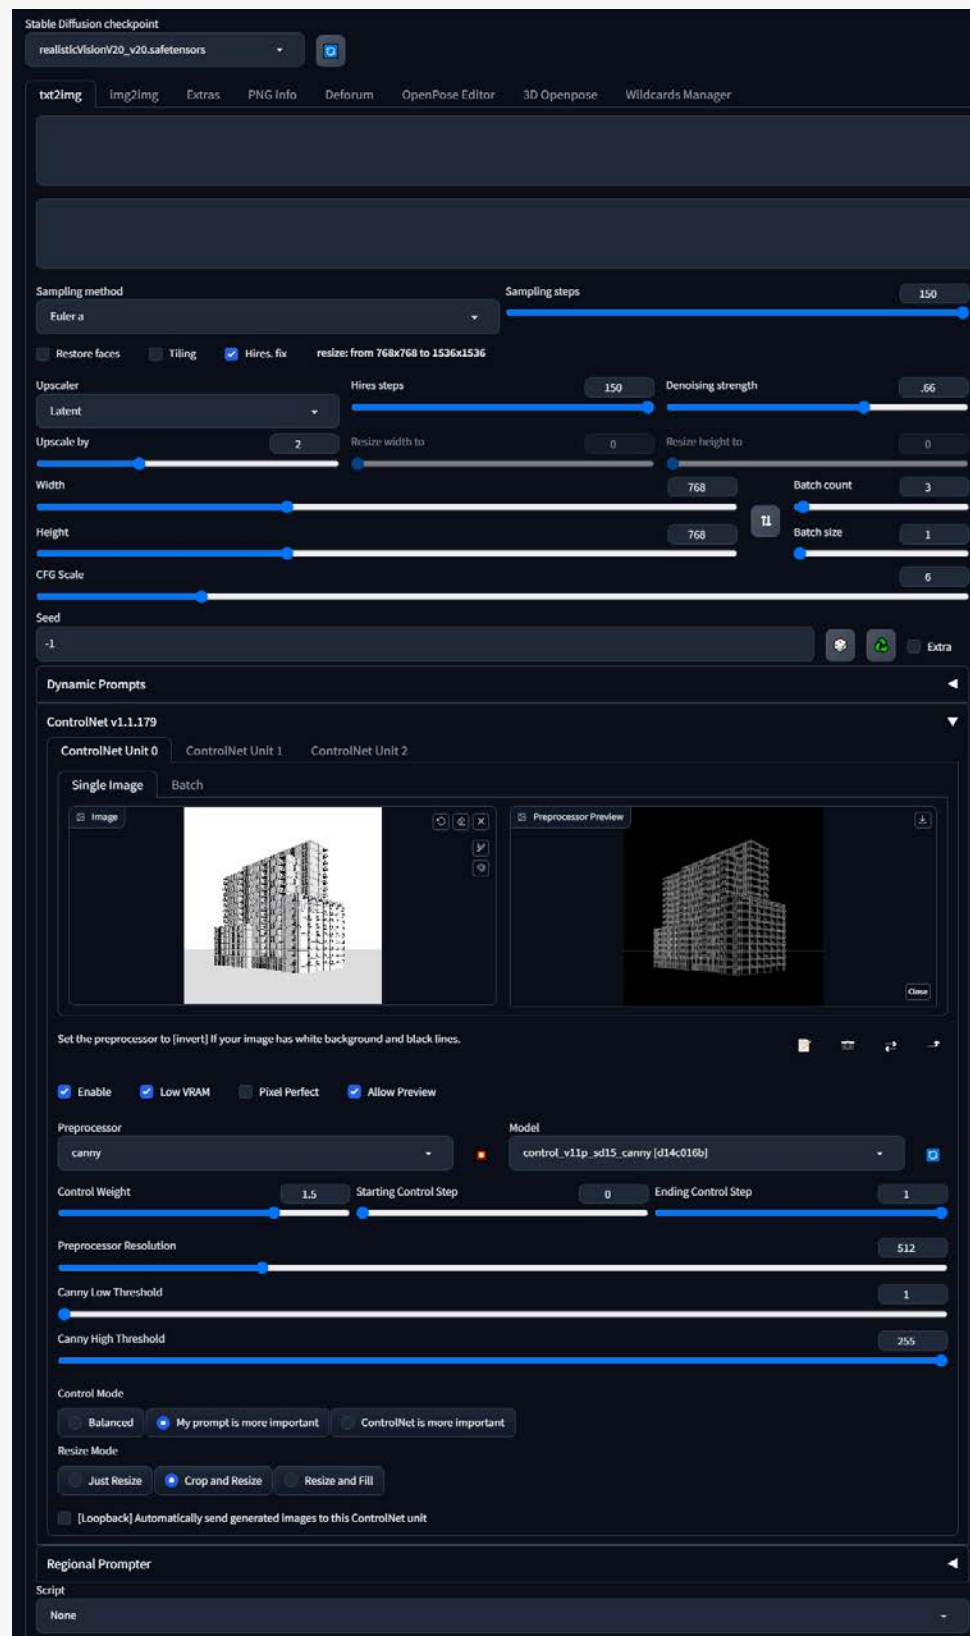 Stable Diffusion checkpoint
realisticVisionV20_v20.safetensors
txt2img img2img Extras PNG Info Deforum OpenPose Editor 3D Openpose Wildcards Manager
Sampling method Sampling steps 150
Euler a
Restore faces Tiling Hires. fix resize: from 768x768 to 1536x1536
Upscaler Hires steps 150 Denoising strength .66
Latent
Upscale by 2 Resize width to 0 Resize height to 0
Width 768 Batch count 3
Height 768 Batch size 1
CFG Scale 6
Seed
-1 Extra
Dynamic Prompts
ControlNet v1.1.179
ControlNet Unit 0 ControlNet Unit 1 ControlNet Unit 2
Single Image Batch
Image Preprocessor Preview
Close
Set the preprocessor to [invert] If your image has white background and black lines.
Enable Low VRAM Pixel Perfect Allow Preview
Preprocessor Model
canny control_v11p_sd15_canny [d14c016b]
Control Weight 1.5 Starting Control Step 0 Ending Control Step 1
Preprocessor Resolution 512
Canny Low Threshold 1
Canny High Threshold 255
Control Mode
Balanced My prompt is more important ControlNet is more important
Resize Mode
Just Resize Crop and Resize Resize and Fill
[Loopback] Automatically send generated images to this ControlNet unit
Regional Prompter
Script
None